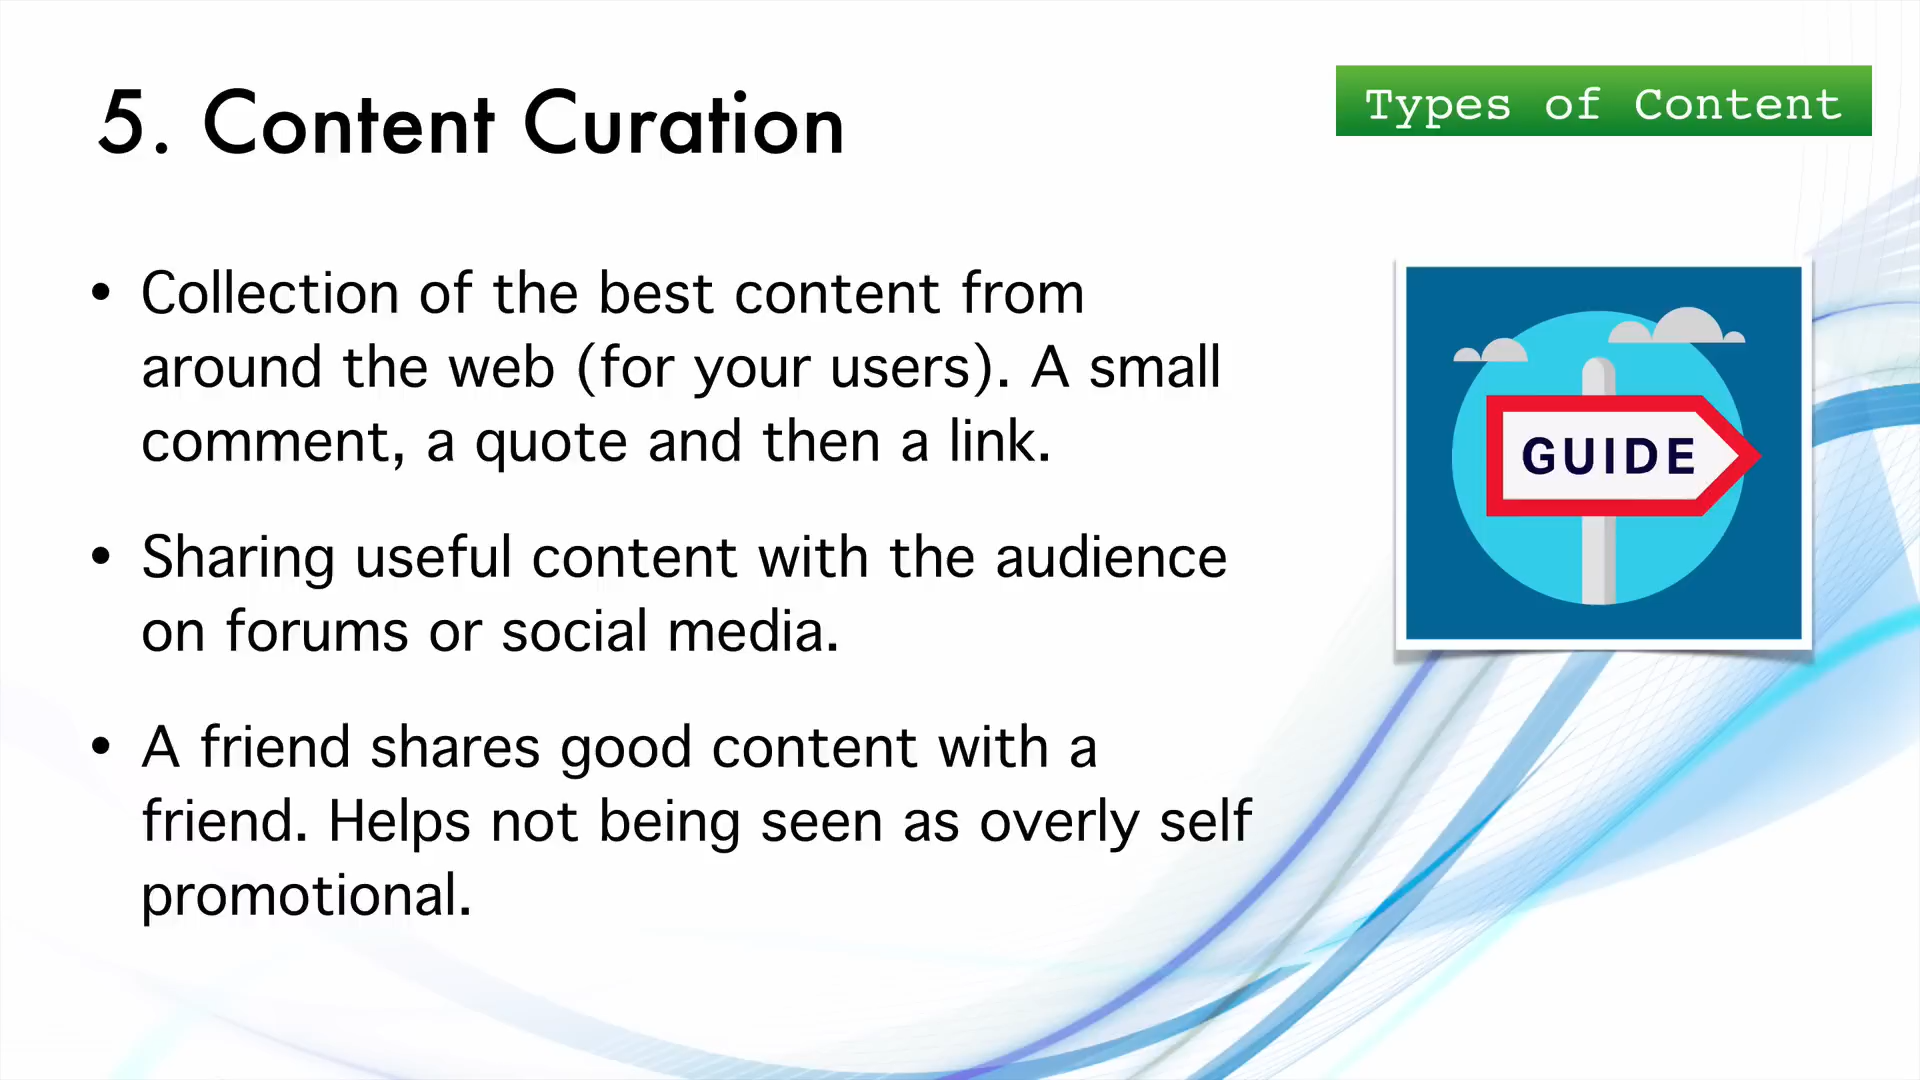 5. Content Curation
Types of Content
• Collection of the best content from
around the web (for your users). A small
comment, a quote and then a link.
• Sharing useful content with the audience
on forums or social media.
• A friend shares good content with a
friend. Helps not being seen as overly self
promotional.
GUIDE